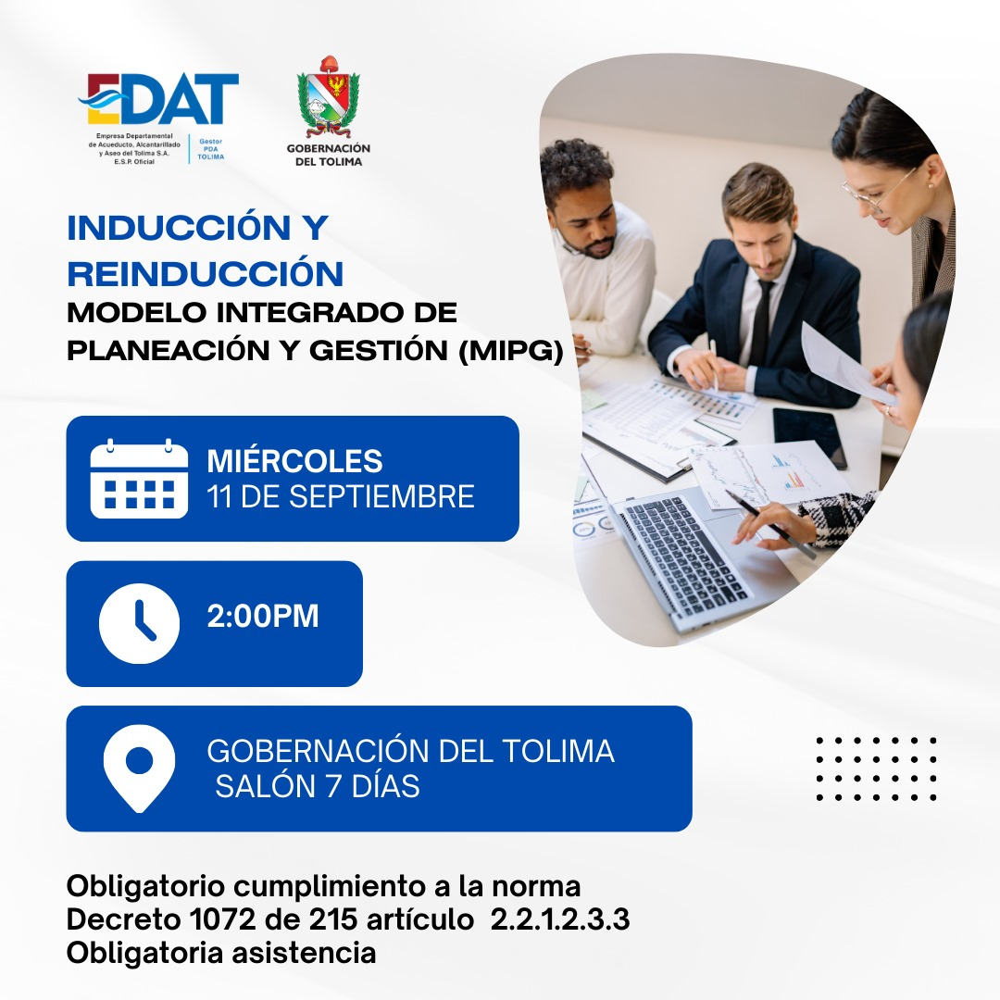 EDAT
Empresa Departamental
de Acueducto, Alcantarillado
y Aseo del Tolima S.A.
E.S.P. Oficial
Gestor
PDA
TOLIMA
GOBERNACIÓN
DEL TOLIMA
INDUCCIÓN Y
REINDUCCIÓN
MODELO INTEGRADO DE
PLANEACIÓN Y GESTIÓN (MIPG)
MIÉRCOLES
11 DE SEPTIEMBRE
2:00PM
GOBERNACIÓN DEL TOLIMA
SALÓN 7 DÍAS
Obligatorio cumplimiento a la norma
Decreto 1072 de 215 artículo  2.2.1.2.3.3
Obligatoria asistencia